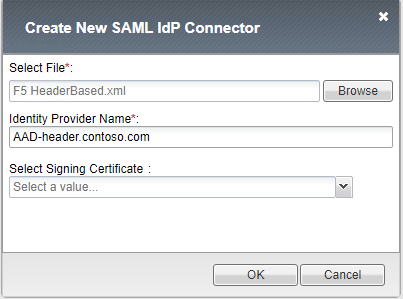 Create New SAML IdP Connector
Select File*:
F5 HeaderBased.xml Browse
Identity Provider Name*:
AAD-header.contoso.com
Select Signing Certificate :
Select a value...
OK Cancel